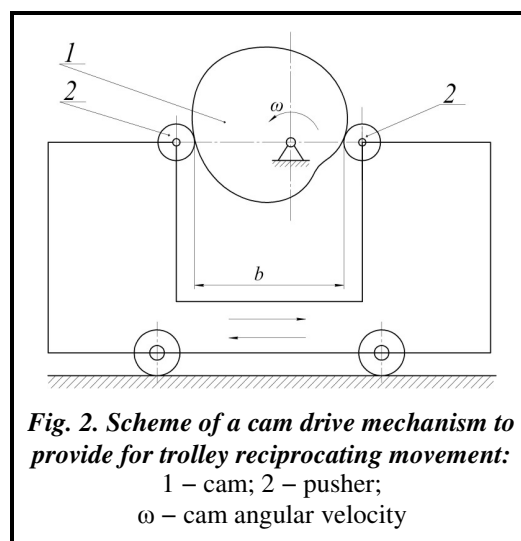 1
2
ω
2
b
Fig. 2. Scheme of a cam drive mechanism to
provide for trolley reciprocating movement:
1 – cam; 2 – pusher;
ω – cam angular velocity